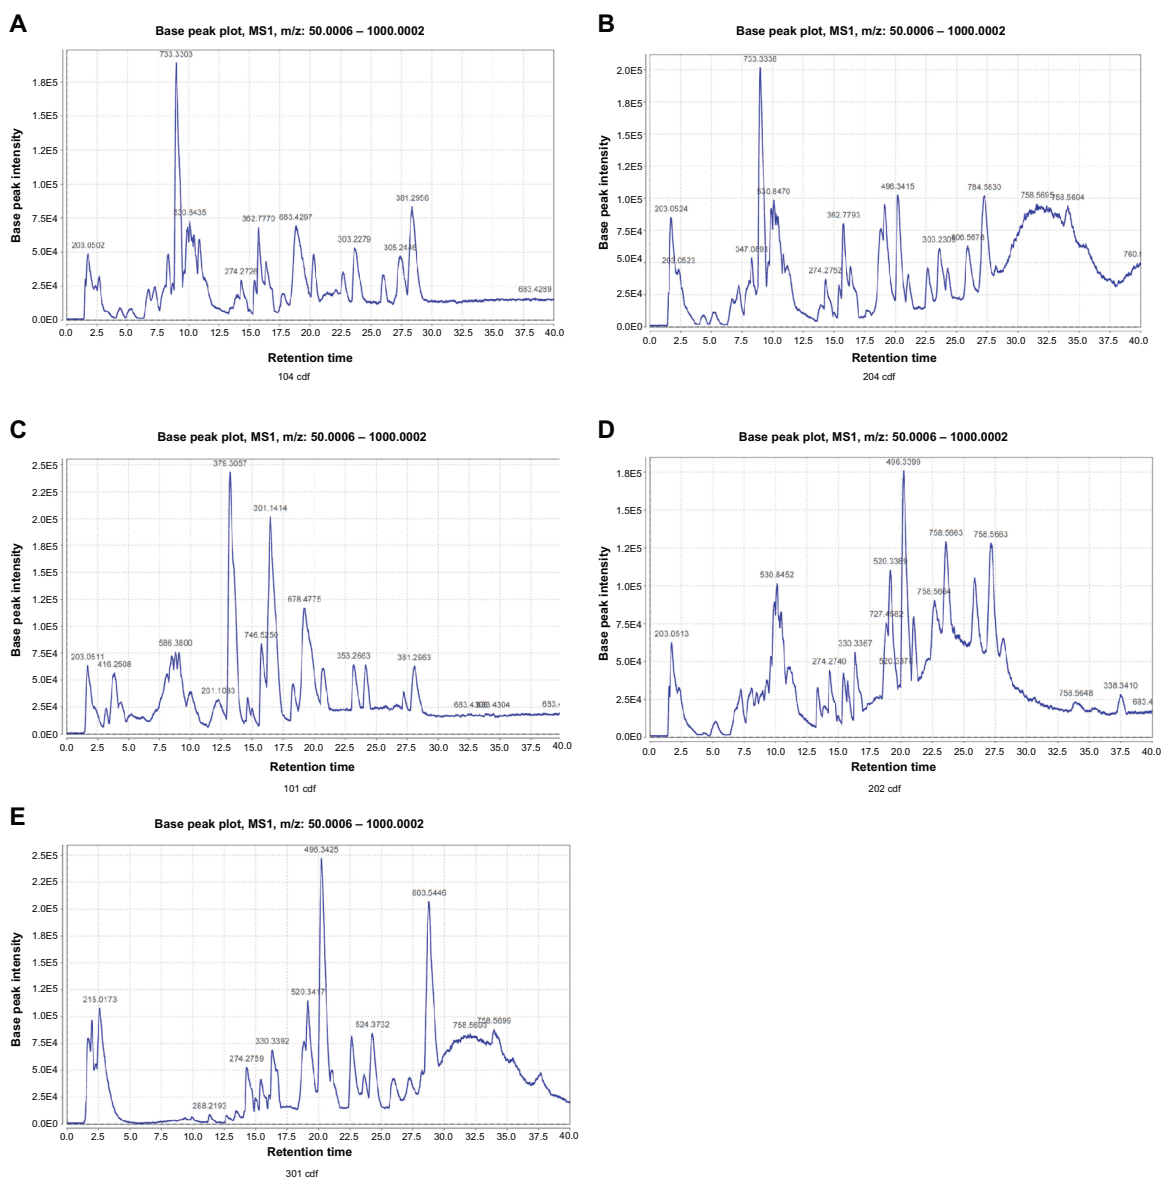 A
Base peak plot, MS1, m/z: 50.0006 – 1000.0002
Base peak intensity
1.8E5
1.5E5
1.3E5
1.0E5
7.5E4
5.0E4
2.5E4
0.0E0
203.0502
733.3303
530.8435
274.2726
362.7770
683.4297
303.2279
305.2446
381.2956
683.4289
0.0 2.5 5.0 7.5 10.0 12.5 15.0 17.5 20.0 22.5 25.0 27.5 30.0 32.5 35.0 37.5 40.0
Retention time
104 cdf
B
Base peak plot, MS1, m/z: 50.0006 – 1000.0002
Base peak intensity
2.0E5
1.8E5
1.5E5
1.3E5
1.0E5
7.5E4
5.0E4
2.5E4
0.0E0
203.0524
203.0523
347.0891
733.3338
530.8470
274.2752
362.7793
496.3415
303.2305
784.5830
758.5695
758.5694
0.0 2.5 5.0 7.5 10.0 12.5 15.0 17.5 20.0 22.5 25.0 27.5 30.0 32.5 35.0 37.5 40.0
Retention time
204 cdf
C
Base peak plot, MS1, m/z: 50.0006 – 1000.0002
Base peak intensity
2.5E5
2.2E5
2.0E5
1.8E5
1.5E5
1.2E5
1.0E5
7.5E4
5.0E4
2.5E4
0.0E0
203.0511
416.2508
586.3800
261.1093
379.3057
746.5250
301.1414
678.4775
353.2663
381.2963
683.4304
683.4
0.0 2.5 5.0 7.5 10.0 12.5 15.0 17.5 20.0 22.5 25.0 27.5 30.0 32.5 35.0 37.5 40.0
Retention time
101 cdf
D
Base peak plot, MS1, m/z: 50.0006 – 1000.0002
Base peak intensity
1.8E5
1.5E5
1.2E5
1.0E5
7.5E4
5.0E4
2.5E4
0.0E0
203.0513
530.8452
274.2740
330.3367
727.4582
520.3389
496.3399
758.5664
758.5663
758.5663
758.5648
338.3410
683.4
0.0 2.5 5.0 7.5 10.0 12.5 15.0 17.5 20.0 22.5 25.0 27.5 30.0 32.5 35.0 37.5 40.0
Retention time
202 cdf
E
Base peak plot, MS1, m/z: 50.0006 – 1000.0002
Base peak intensity
2.5E5
2.2E5
2.0E5
1.8E5
1.5E5
1.2E5
1.0E5
7.5E4
5.0E4
2.5E4
0.0E0
215.0173
288.2193
274.2759
330.3392
520.3417
496.3425
524.3732
803.5446
758.5693
758.5699
0.0 2.5 5.0 7.5 10.0 12.5 15.0 17.5 20.0 22.5 25.0 27.5 30.0 32.5 35.0 37.5 40.0
Retention time
301 cdf